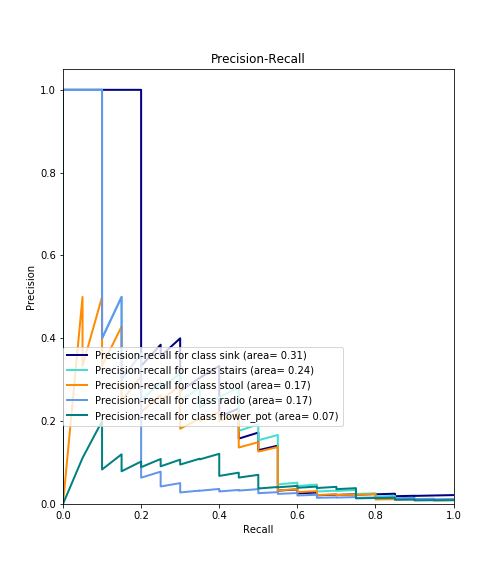 Precision-Recall
1.0
0.8
0.6
0.4
0.2
0.0
Precision
Precision-recall for class sink (area= 0.31)
Precision-recall for class stairs (area= 0.24)
Precision-recall for class stool (area= 0.17)
Precision-recall for class radio (area= 0.17)
Precision-recall for class flower_pot (area= 0.07)
0.0 0.2 0.4 0.6 0.8 1.0
Recall